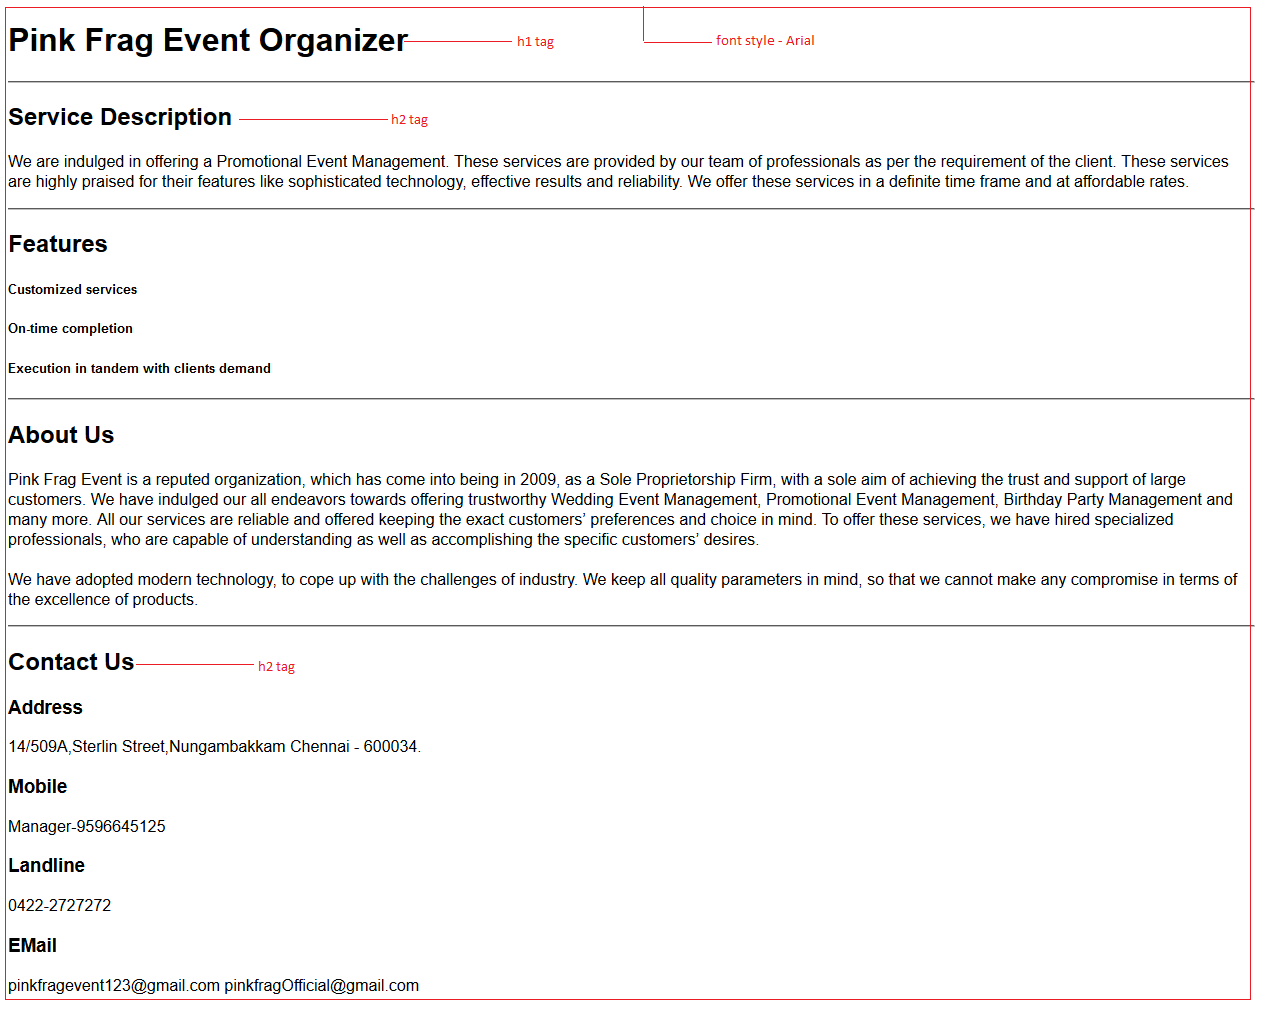 Pink Frag Event Organizer h1 tag font style - Arial
Service Description h2 tag
We are indulged in offering a Promotional Event Management. These services are provided by our team of professionals as per the requirement of the client. These services
are highly praised for their features like sophisticated technology, effective results and reliability. We offer these services in a definite time frame and at affordable rates.
Features
Customized services
On-time completion
Execution in tandem with clients demand
About Us
Pink Frag Event is a reputed organization, which has come into being in 2009, as a Sole Proprietorship Firm, with a sole aim of achieving the trust and support of large
customers. We have indulged our all endeavors towards offering trustworthy Wedding Event Management, Promotional Event Management, Birthday Party Management and
many more. All our services are reliable and offered keeping the exact customers’ preferences and choice in mind. To offer these services, we have hired specialized
professionals, who are capable of understanding as well as accomplishing the specific customers’ desires.
We have adopted modern technology, to cope up with the challenges of industry. We keep all quality parameters in mind, so that we cannot make any compromise in terms of
the excellence of products.
Contact Us h2 tag
Address
14/509A,Sterlin Street,Nungambakkam Chennai - 600034.
Mobile
Manager-9596645125
Landline
0422-2727272
EMail
pinkfragevent123@gmail.com pinkfragOfficial@gmail.com